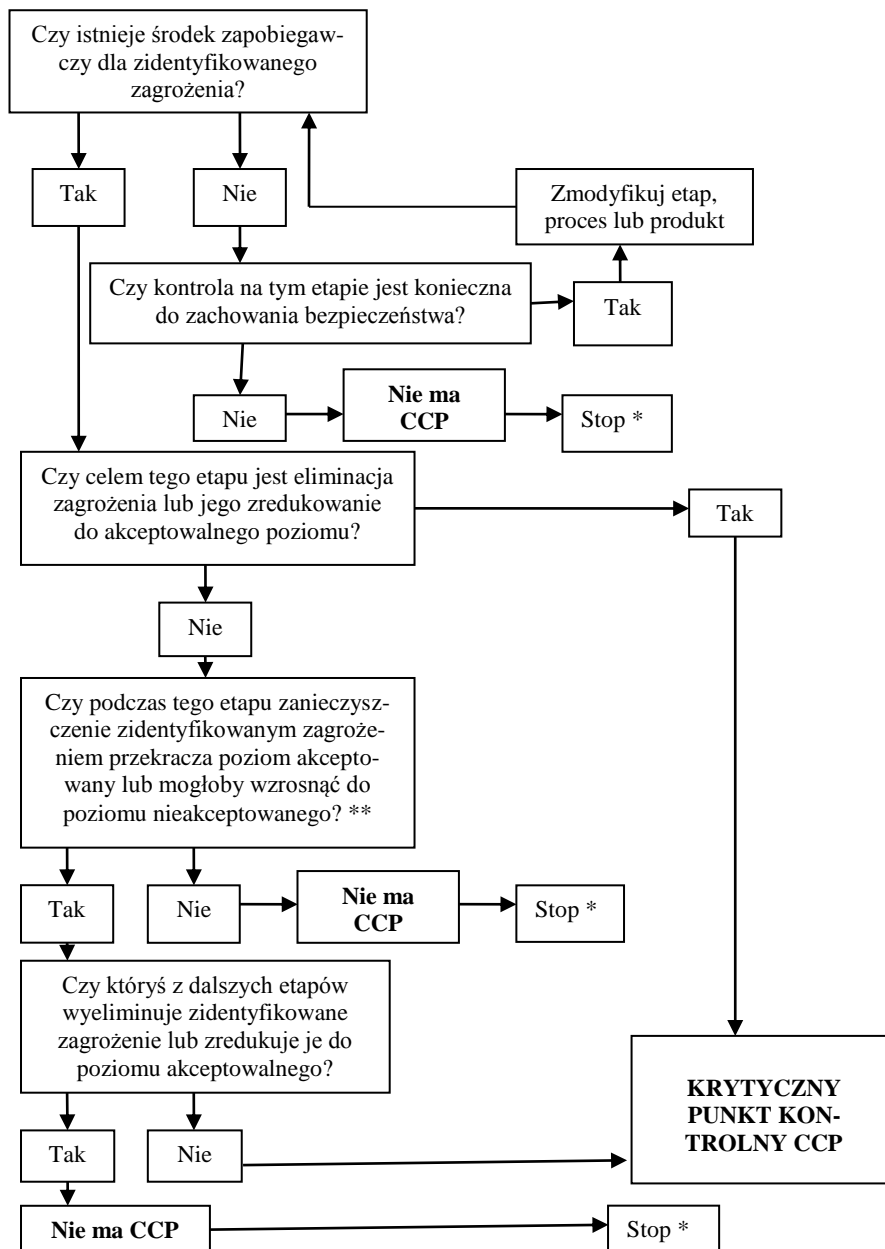 Czy istnieje środek zapobiegaw-
czy dla zidentyfikowanego
zagrożenia?
Tak
Nie
Zmodyfikuj etap,
proces lub produkt
Czy kontrola na tym etapie jest konieczna
do zachowania bezpieczeństwa?
Tak
Nie
Nie ma
CCP
Stop *
Czy celem tego etapu jest eliminacja
zagrożenia lub jego zredukowanie
do akceptowalnego poziomu?
Tak
Nie
Czy podczas tego etapu zanieczysz-
czenie zidentyfikowanym zagroże-
niem przekracza poziom akcepto-
wany lub mogłoby wzrosnąć do
poziomu nieakceptowanego? **
Tak
Nie
Nie ma
CCP
Stop *
Czy któryś z dalszych etapów
wyeliminuje zidentyfikowane
zagrożenie lub zredukuje je do
poziomu akceptowalnego?
KRYTYCZNY
PUNKT KON-
TROLNY CCP
Tak
Nie
Nie ma CCP
Stop *